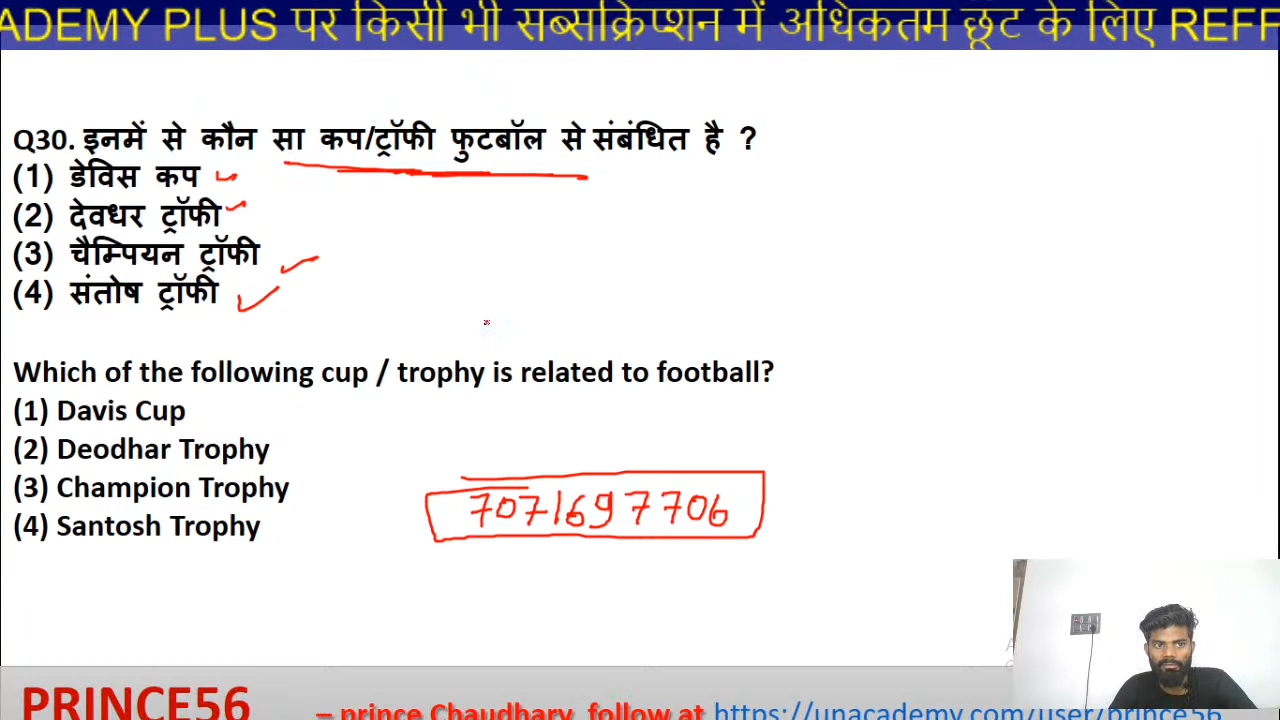 ADEMY PLUS पर किसी भी सब्सक्रिप्शन में अधिकतम छूंट के लिए REFF
Q30. इनमें से कौन सा कप/ट्रॉफी फुटबॉल से संबंधित है ?
(1) डेविस कप
(2) देवधर ट्रॉफी
(3) चैम्पियन ट्रॉफी
(4) संतोष ट्रॉफी
Which of the following cup / trophy is related to football?
(1) Davis Cup
(2) Deodhar Trophy
(3) Champion Trophy
(4) Santosh Trophy
7071697706
PRINCE56 – prince Chaudhary follow at https://unacademy.com/user/prince56